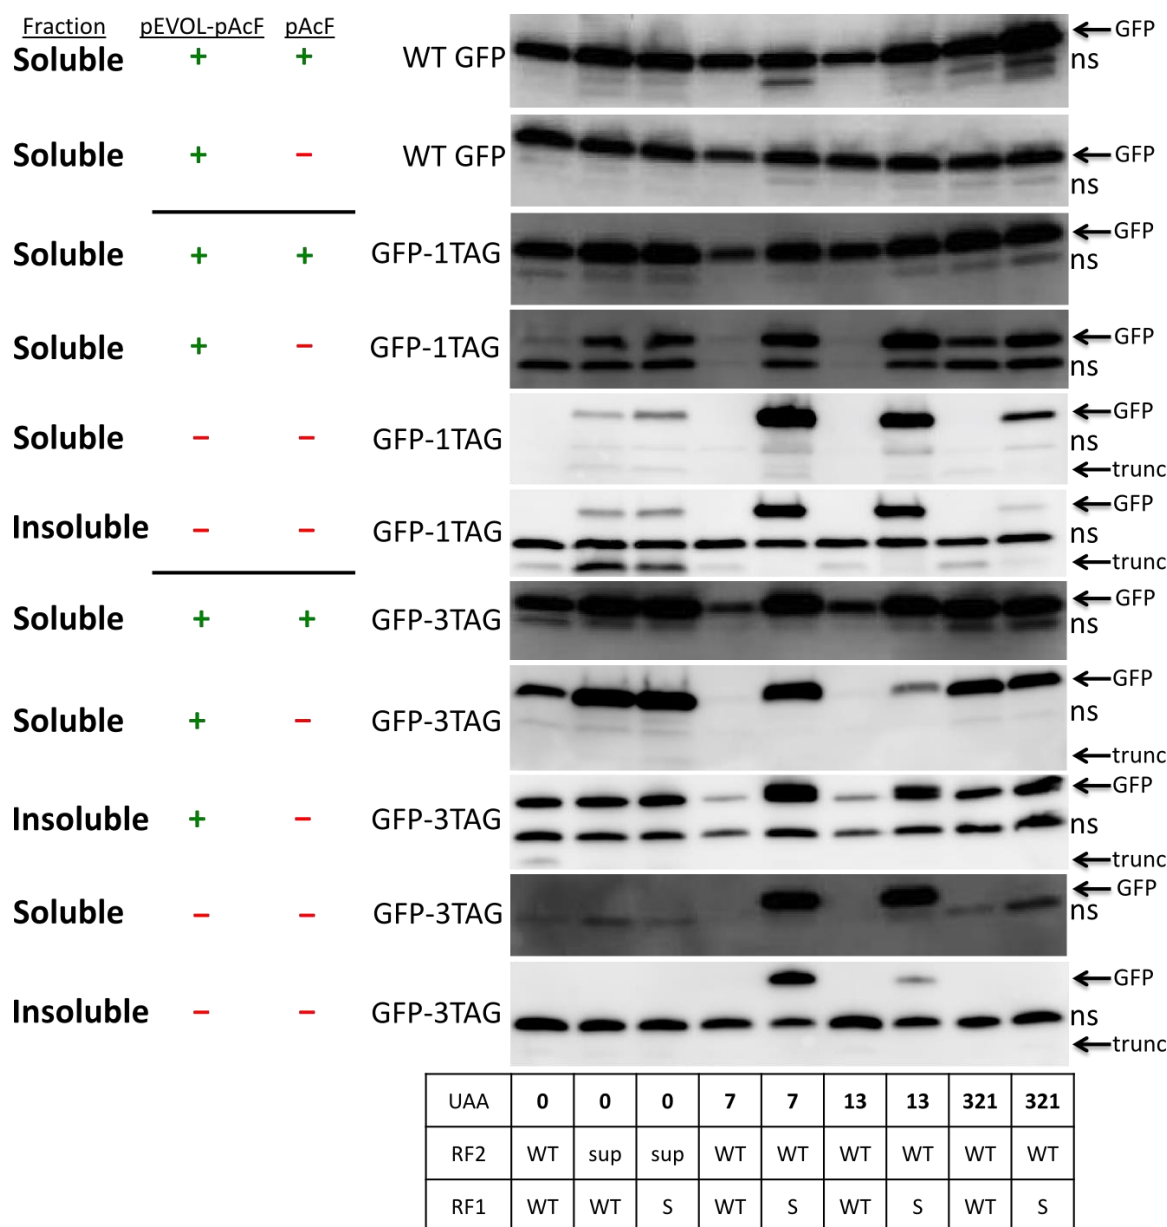 Fraction pEVOL-pAcF pAcF
Soluble + + WT GFP ←GFP ns
Soluble + − WT GFP ←GFP ns
Soluble + + GFP-1TAG ←GFP ns
Soluble + − GFP-1TAG ←GFP ns
Soluble − − GFP-1TAG ←GFP ns ←trunc
Insoluble − − GFP-1TAG ←GFP ns ←trunc
Soluble + + GFP-3TAG ←GFP ns
Soluble + − GFP-3TAG ←GFP ns ←trunc
Insoluble + − GFP-3TAG ←GFP ns ←trunc
Soluble − − GFP-3TAG ←GFP ns
Insoluble − − GFP-3TAG ←GFP ns ←trunc
UAA 0 0 0 7 7 13 13 321 321
RF2 WT sup sup WT WT WT WT WT WT
RF1 WT WT S WT S WT S WT S